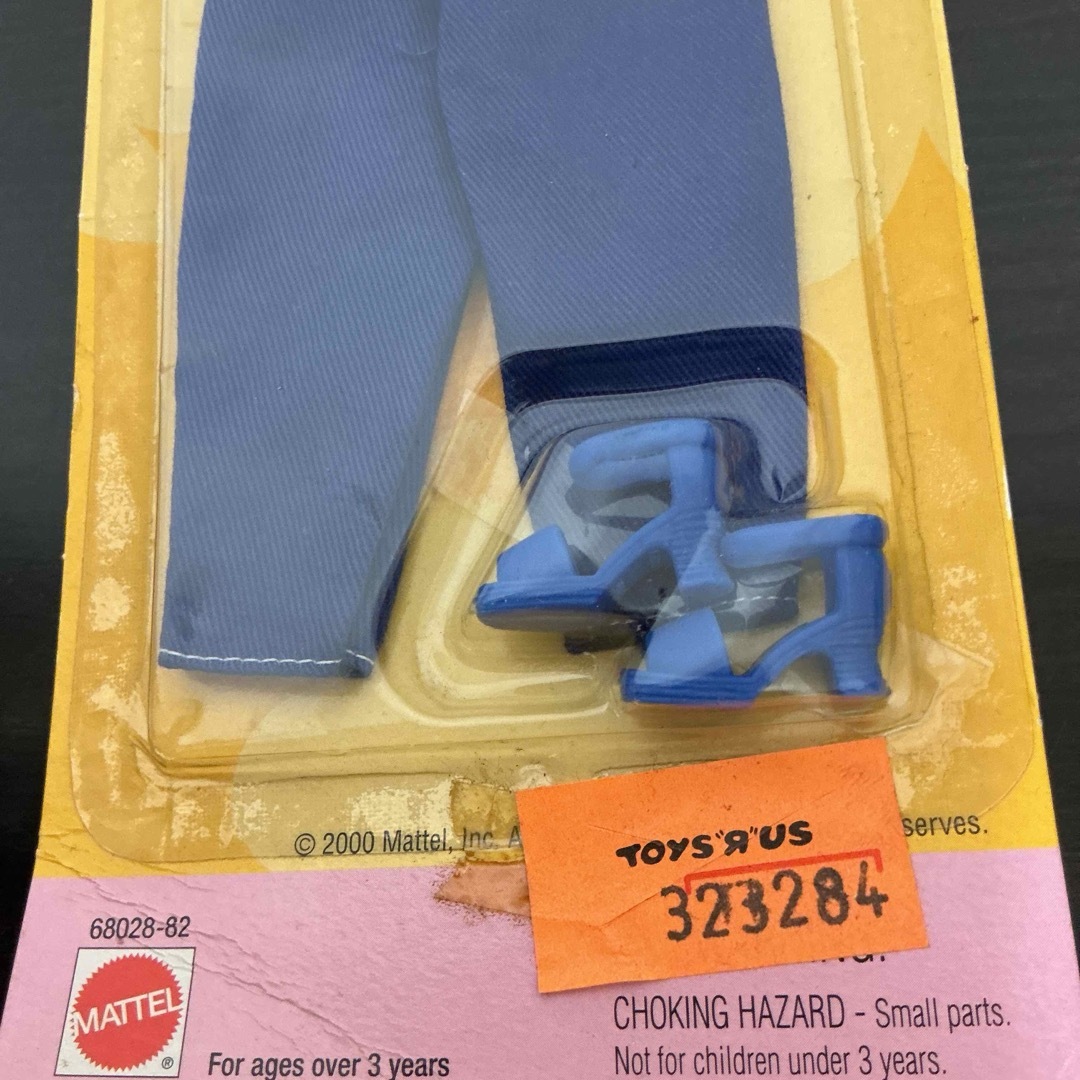 © 2000 Mattel, Inc. A
serves.
TOYS"R"US
323284
68028-82
MATTEL
®
For ages over 3 years
CHOKING HAZARD - Small parts.
Not for children under 3 years.